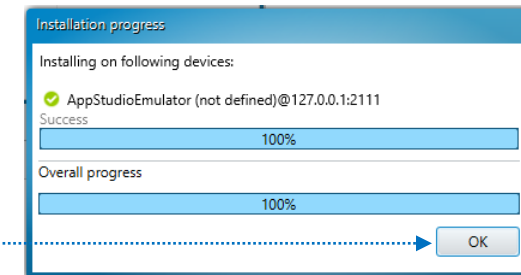 Installation progress
Installing on following devices:
AppStudioEmulator (not defined)@127.0.0.1:2111
Success
100%
Overall progress
100%
OK